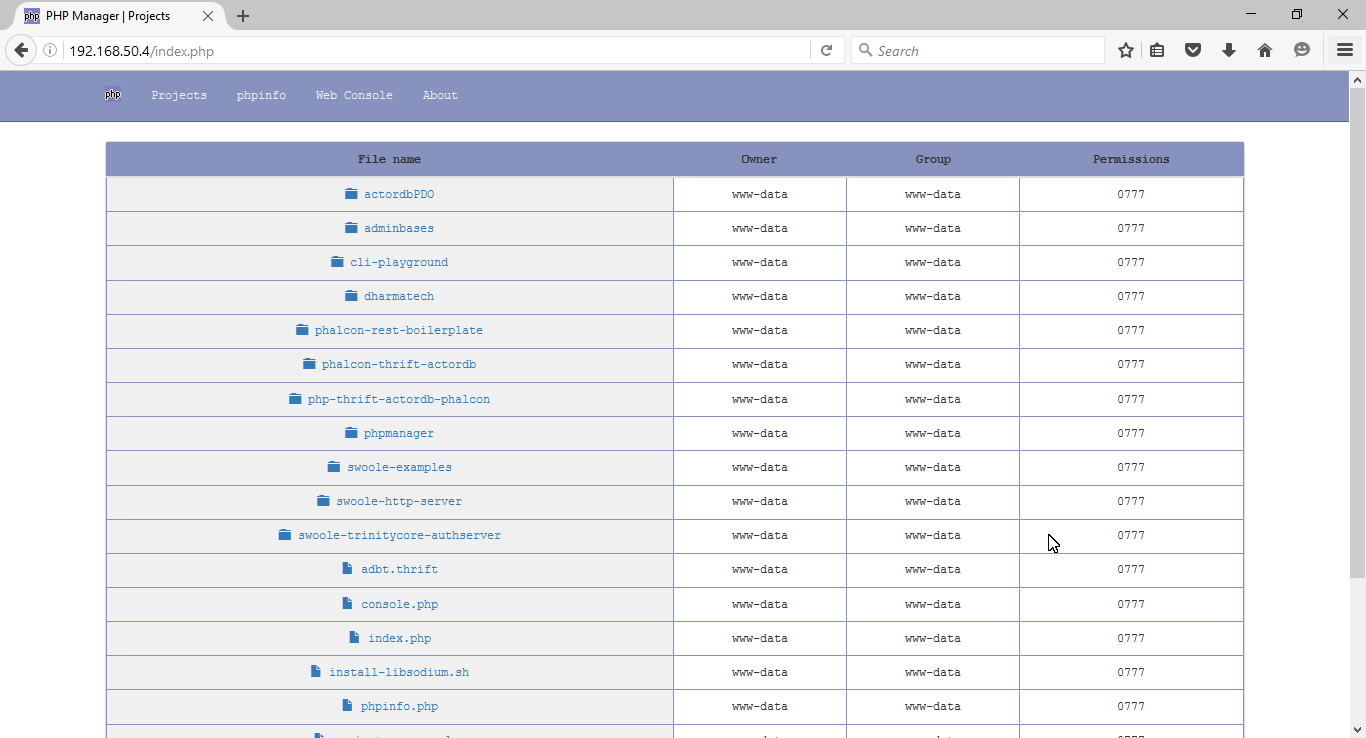 php PHP Manager | Projects
192.168.50.4/index.php Search
php Projects phpinfo Web Console About
File name Owner Group Permissions
actordbPDO www-data www-data 0777
adminbases www-data www-data 0777
cli-playground www-data www-data 0777
dharmatech www-data www-data 0777
phalcon-rest-boilerplate www-data www-data 0777
phalcon-thrift-actordb www-data www-data 0777
php-thrift-actordb-phalcon www-data www-data 0777
phpmanager www-data www-data 0777
swoole-examples www-data www-data 0777
swoole-http-server www-data www-data 0777
swoole-trinitycore-authserver www-data www-data 0777
adbt.thrift www-data www-data 0777
console.php www-data www-data 0777
index.php www-data www-data 0777
install-libsodium.sh www-data www-data 0777
phpinfo.php www-data www-data 0777